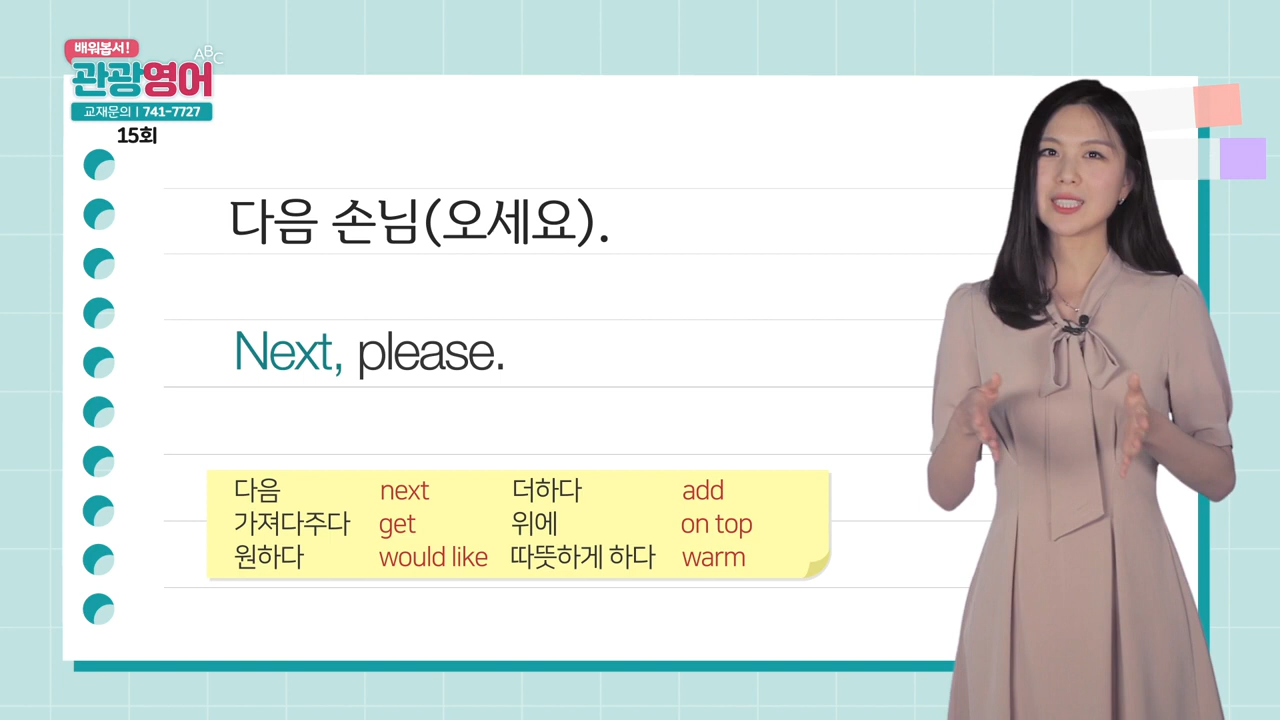 배워봅서!
ABC
관광영어
교재문의 | 741-7727
15회
다음 손님(오세요).
Next, please.
다음 next 더하다 add
가져다주다 get 위에 on top
원하다 would like 따뜻하게 하다 warm